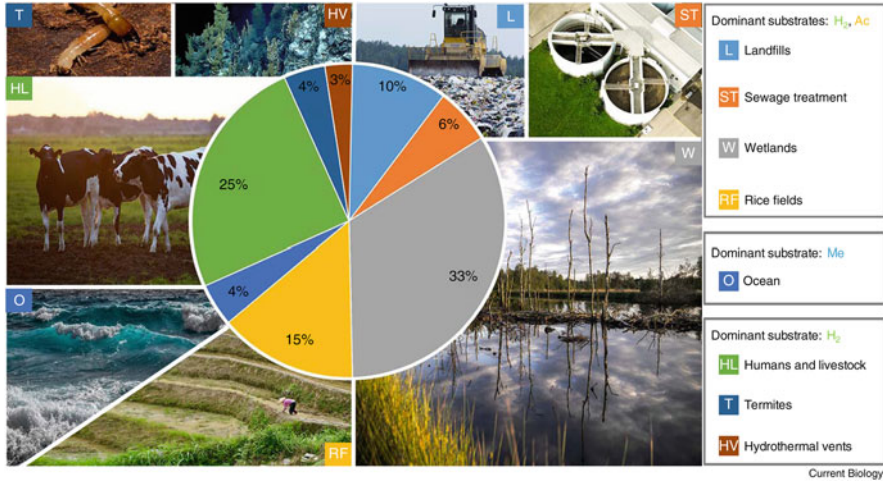 T
HV
L
ST
HL
4%
3%
10%
6%
25%
W
33%
4%
15%
O
RF
Dominant substrates: H₂, Ac
L Landfills
ST Sewage treatment
W Wetlands
RF Rice fields
Dominant substrate: Me
O Ocean
Dominant substrate: H₂
HL Humans and livestock
T Termites
HV Hydrothermal vents
Current Biology